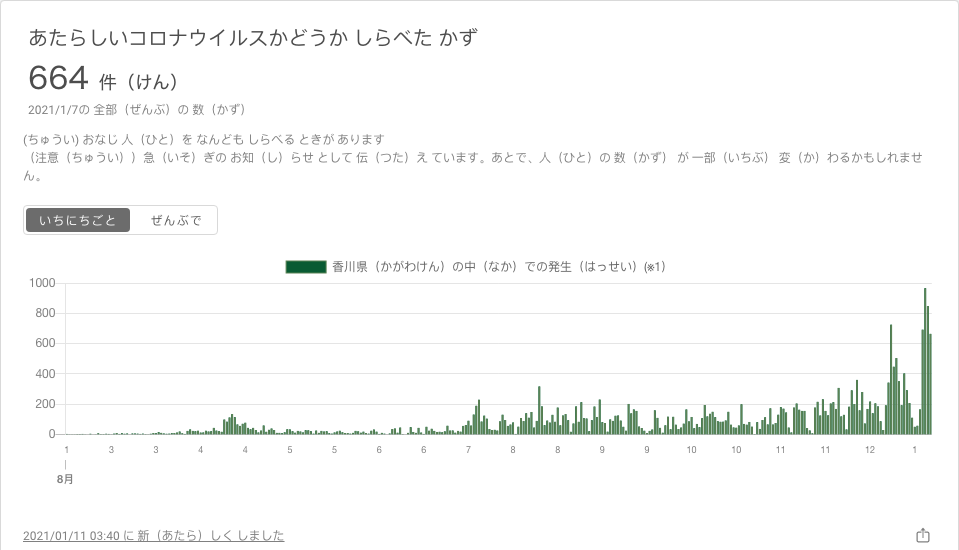 あたらしいコロナウイルスかどうか しらべた かず
664 件（けん）
2021/1/7の 全部（ぜんぶ）の 数（かず）
(ちゅうい) おなじ 人（ひと）を なんども しらべる ときが あります
（注意（ちゅうい））急（いそ）ぎの お知（し）らせ として 伝（つた）え ています。あとで、人（ひと）の 数（かず） が 一部（いちぶ） 変（か）わるかもしれませ
ん。
いちにちごと ぜんぶで
香川県（かがわけん）の中（なか）での発生（はっせい）(※1)
1000
800
600
400
200
0
1 3 3 4 4 5 5 6 6 7 8 8 9 9 10 10 11 11 12 1
8月
2021/01/11 03:40 に 新（あたら）しく しました